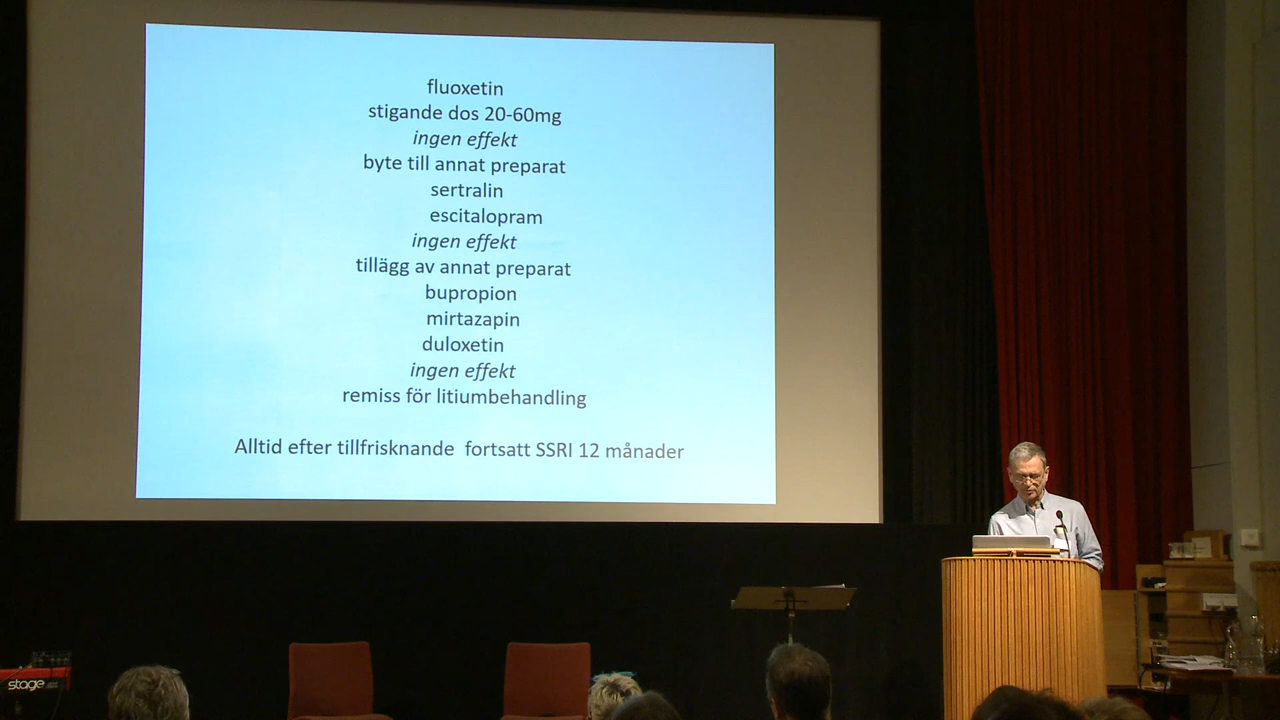 fluoxetin
stigande dos 20-60mg
ingen effekt
byte till annat preparat
sertralin
escitalopram
ingen effekt
tillägg av annat preparat
bupropion
mirtazapin
duloxetin
ingen effekt
remiss för litiumbehandling
Alltid efter tillfrisknande fortsatt SSRI 12 månader
stage